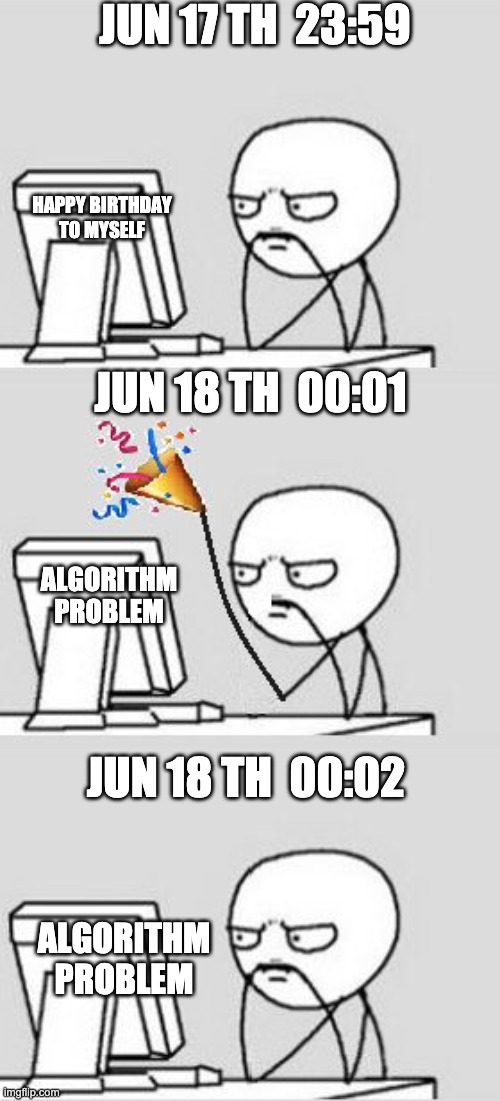 JUN 17 TH  23:59
HAPPY BIRTHDAY
TO MYSELF
JUN 18 TH  00:01
ALGORITHM
PROBLEM
JUN 18 TH  00:02
ALGORITHM
PROBLEM
imgflip.com